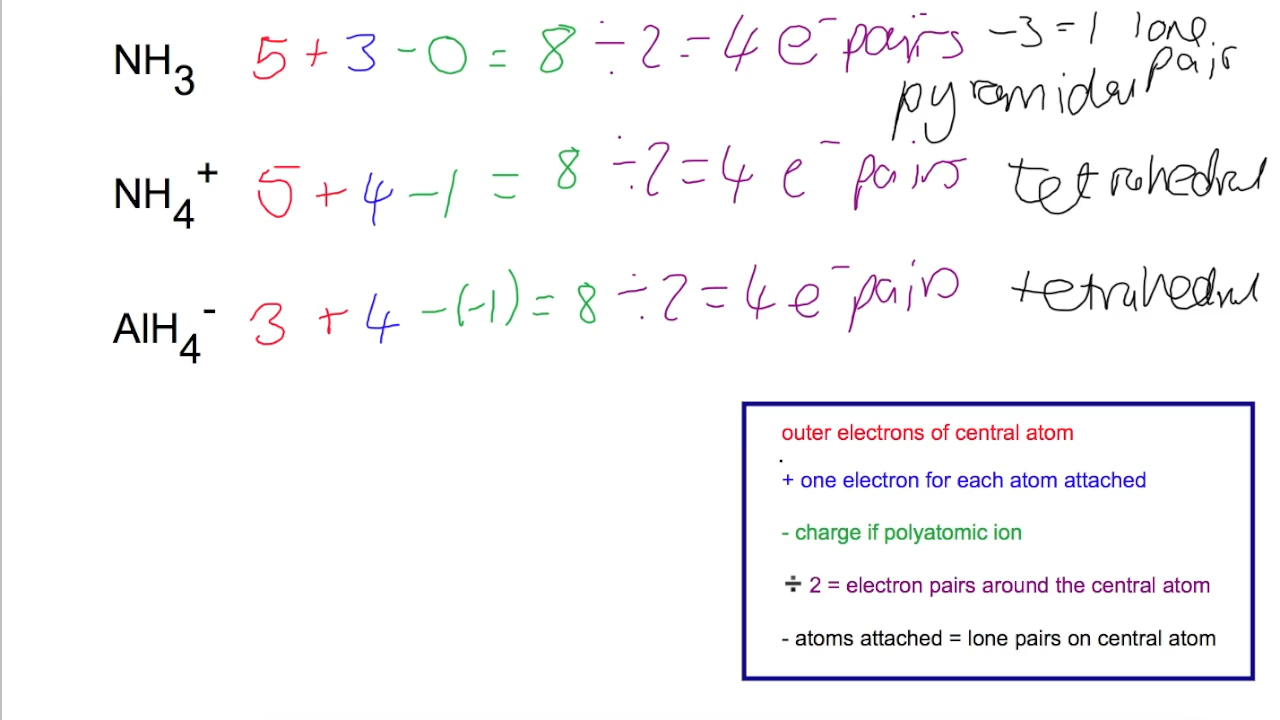 NH3 5 + 3 - 0 = 8 ÷ 2 = 4 e⁻ pairs - 3 = 1 lone pair
pyramidal
NH4+ 5 + 4 - 1 = 8 ÷ 2 = 4 e⁻ pairs tetrahedral
AlH4- 3 + 4 - (-1) = 8 ÷ 2 = 4 e⁻ pairs tetrahedral
outer electrons of central atom
+ one electron for each atom attached
- charge if polyatomic ion
÷ 2 = electron pairs around the central atom
- atoms attached = lone pairs on central atom